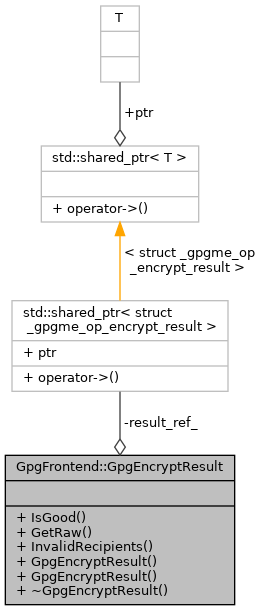 T
+ptr
std::shared_ptr< T >
+ operator->()
< struct _gpgme_op
_encrypt_result >
std::shared_ptr< struct
_gpgme_op_encrypt_result >
+ ptr
+ operator->()
-result_ref_
GpgFrontend::GpgEncryptResult
+ IsGood()
+ GetRaw()
+ InvalidRecipients()
+ GpgEncryptResult()
+ GpgEncryptResult()
+ ~GpgEncryptResult()